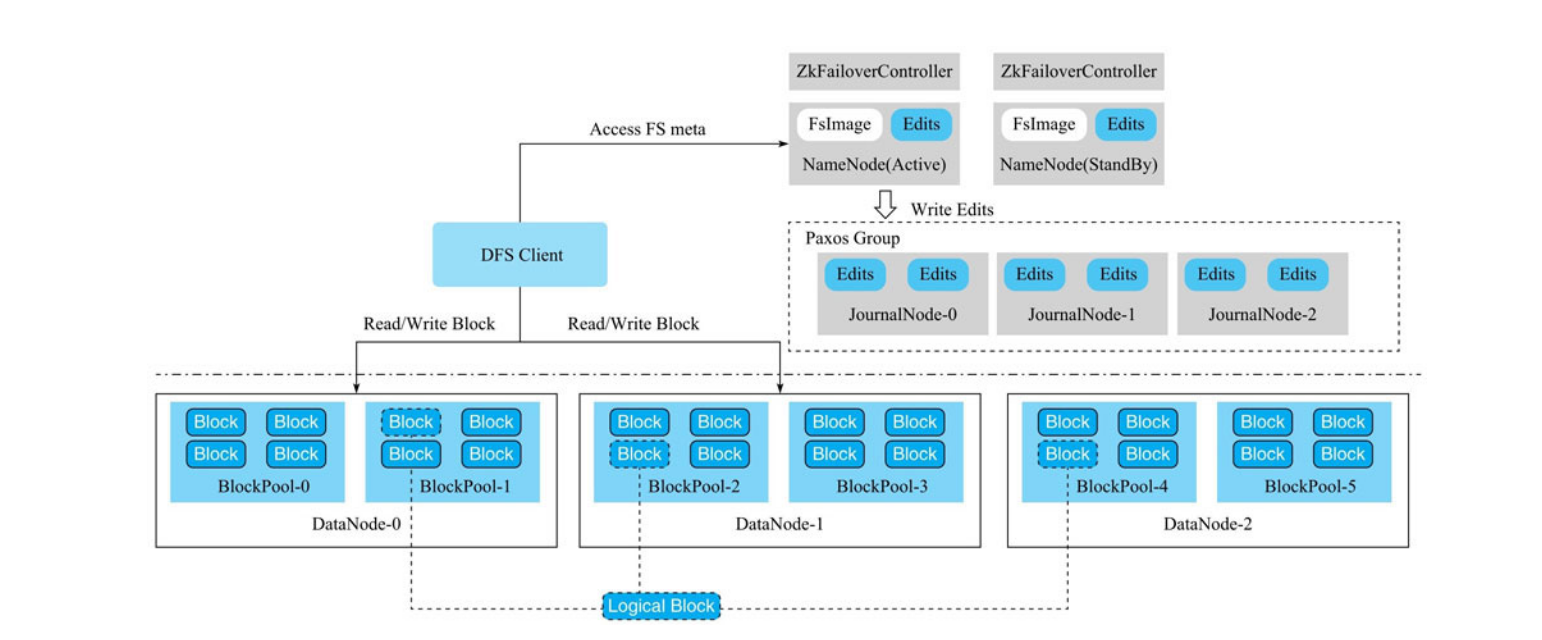 ZkFailoverController ZkFailoverController
FsImage Edits FsImage Edits
Access FS meta
NameNode(Active) NameNode(StandBy)
Write Edits
Paxos Group
DFS Client
Edits Edits Edits Edits Edits Edits
JournalNode-0 JournalNode-1 JournalNode-2
Read/Write Block Read/Write Block
Block Block Block Block Block Block Block Block Block Block Block Block
Block Block Block Block Block Block Block Block Block Block Block Block
BlockPool-0 BlockPool-1 BlockPool-2 BlockPool-3 BlockPool-4 BlockPool-5
DataNode-0 DataNode-1 DataNode-2
Logical Block